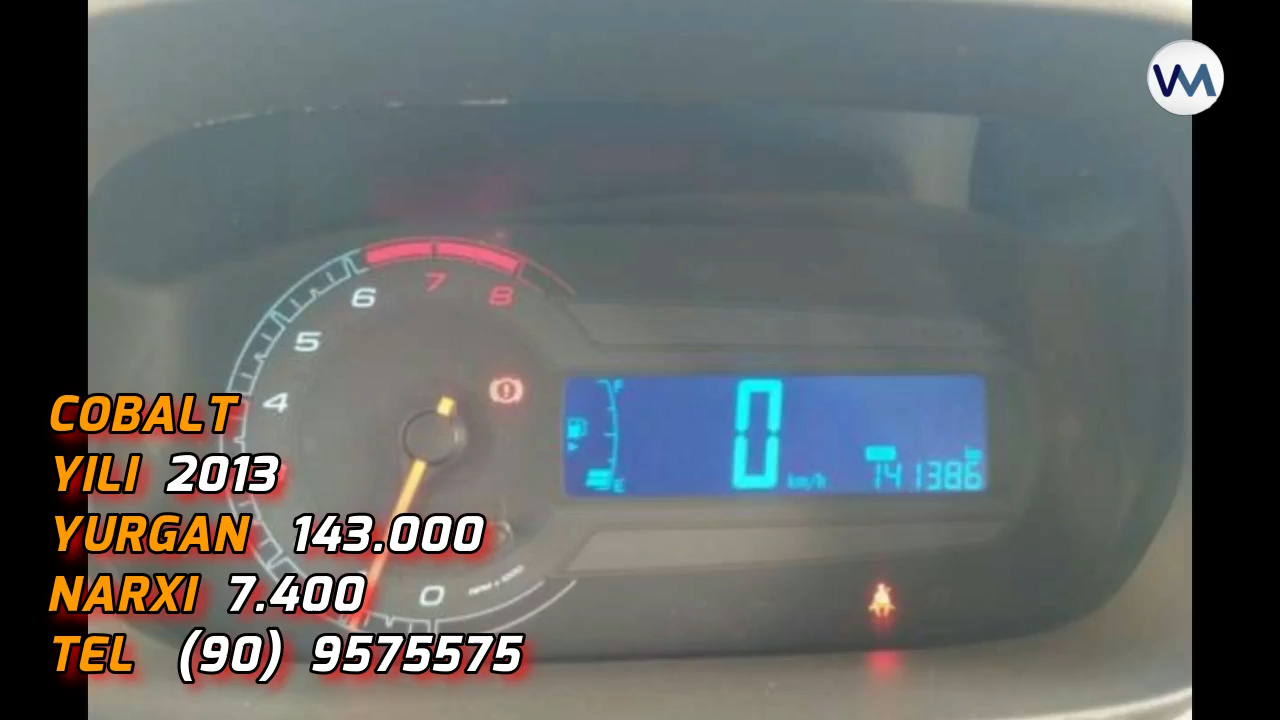 VM
6 7 8
5
4
F
0 km/h
141386
E
0
COBALT
YILI 2013
YURGAN 143.000
NARXI 7.400
TEL (90) 9575575